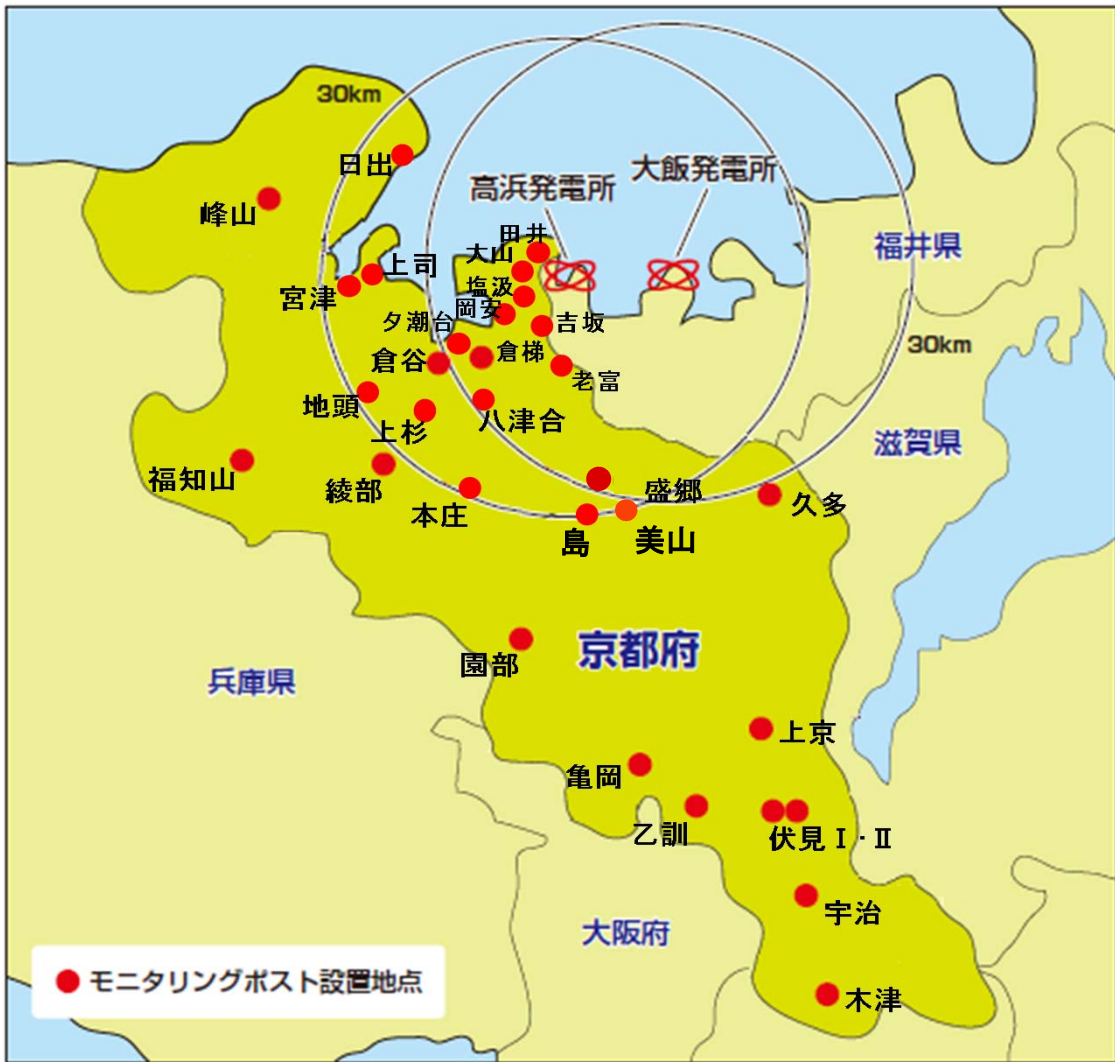 30km
日出
大飯発電所
高浜発電所
峰山
田井
福井県
大山
上司
塩汲
宮津
岡安
夕潮台
吉坂
30km
倉梯
倉谷
老富
地頭
八津合
上杉
滋賀県
福知山
綾部
盛郷
本庄
久多
島
美山
京都府
園部
兵庫県
上京
亀岡
乙訓
伏見Ⅰ・Ⅱ
宇治
大阪府
モニタリングポスト設置地点
木津